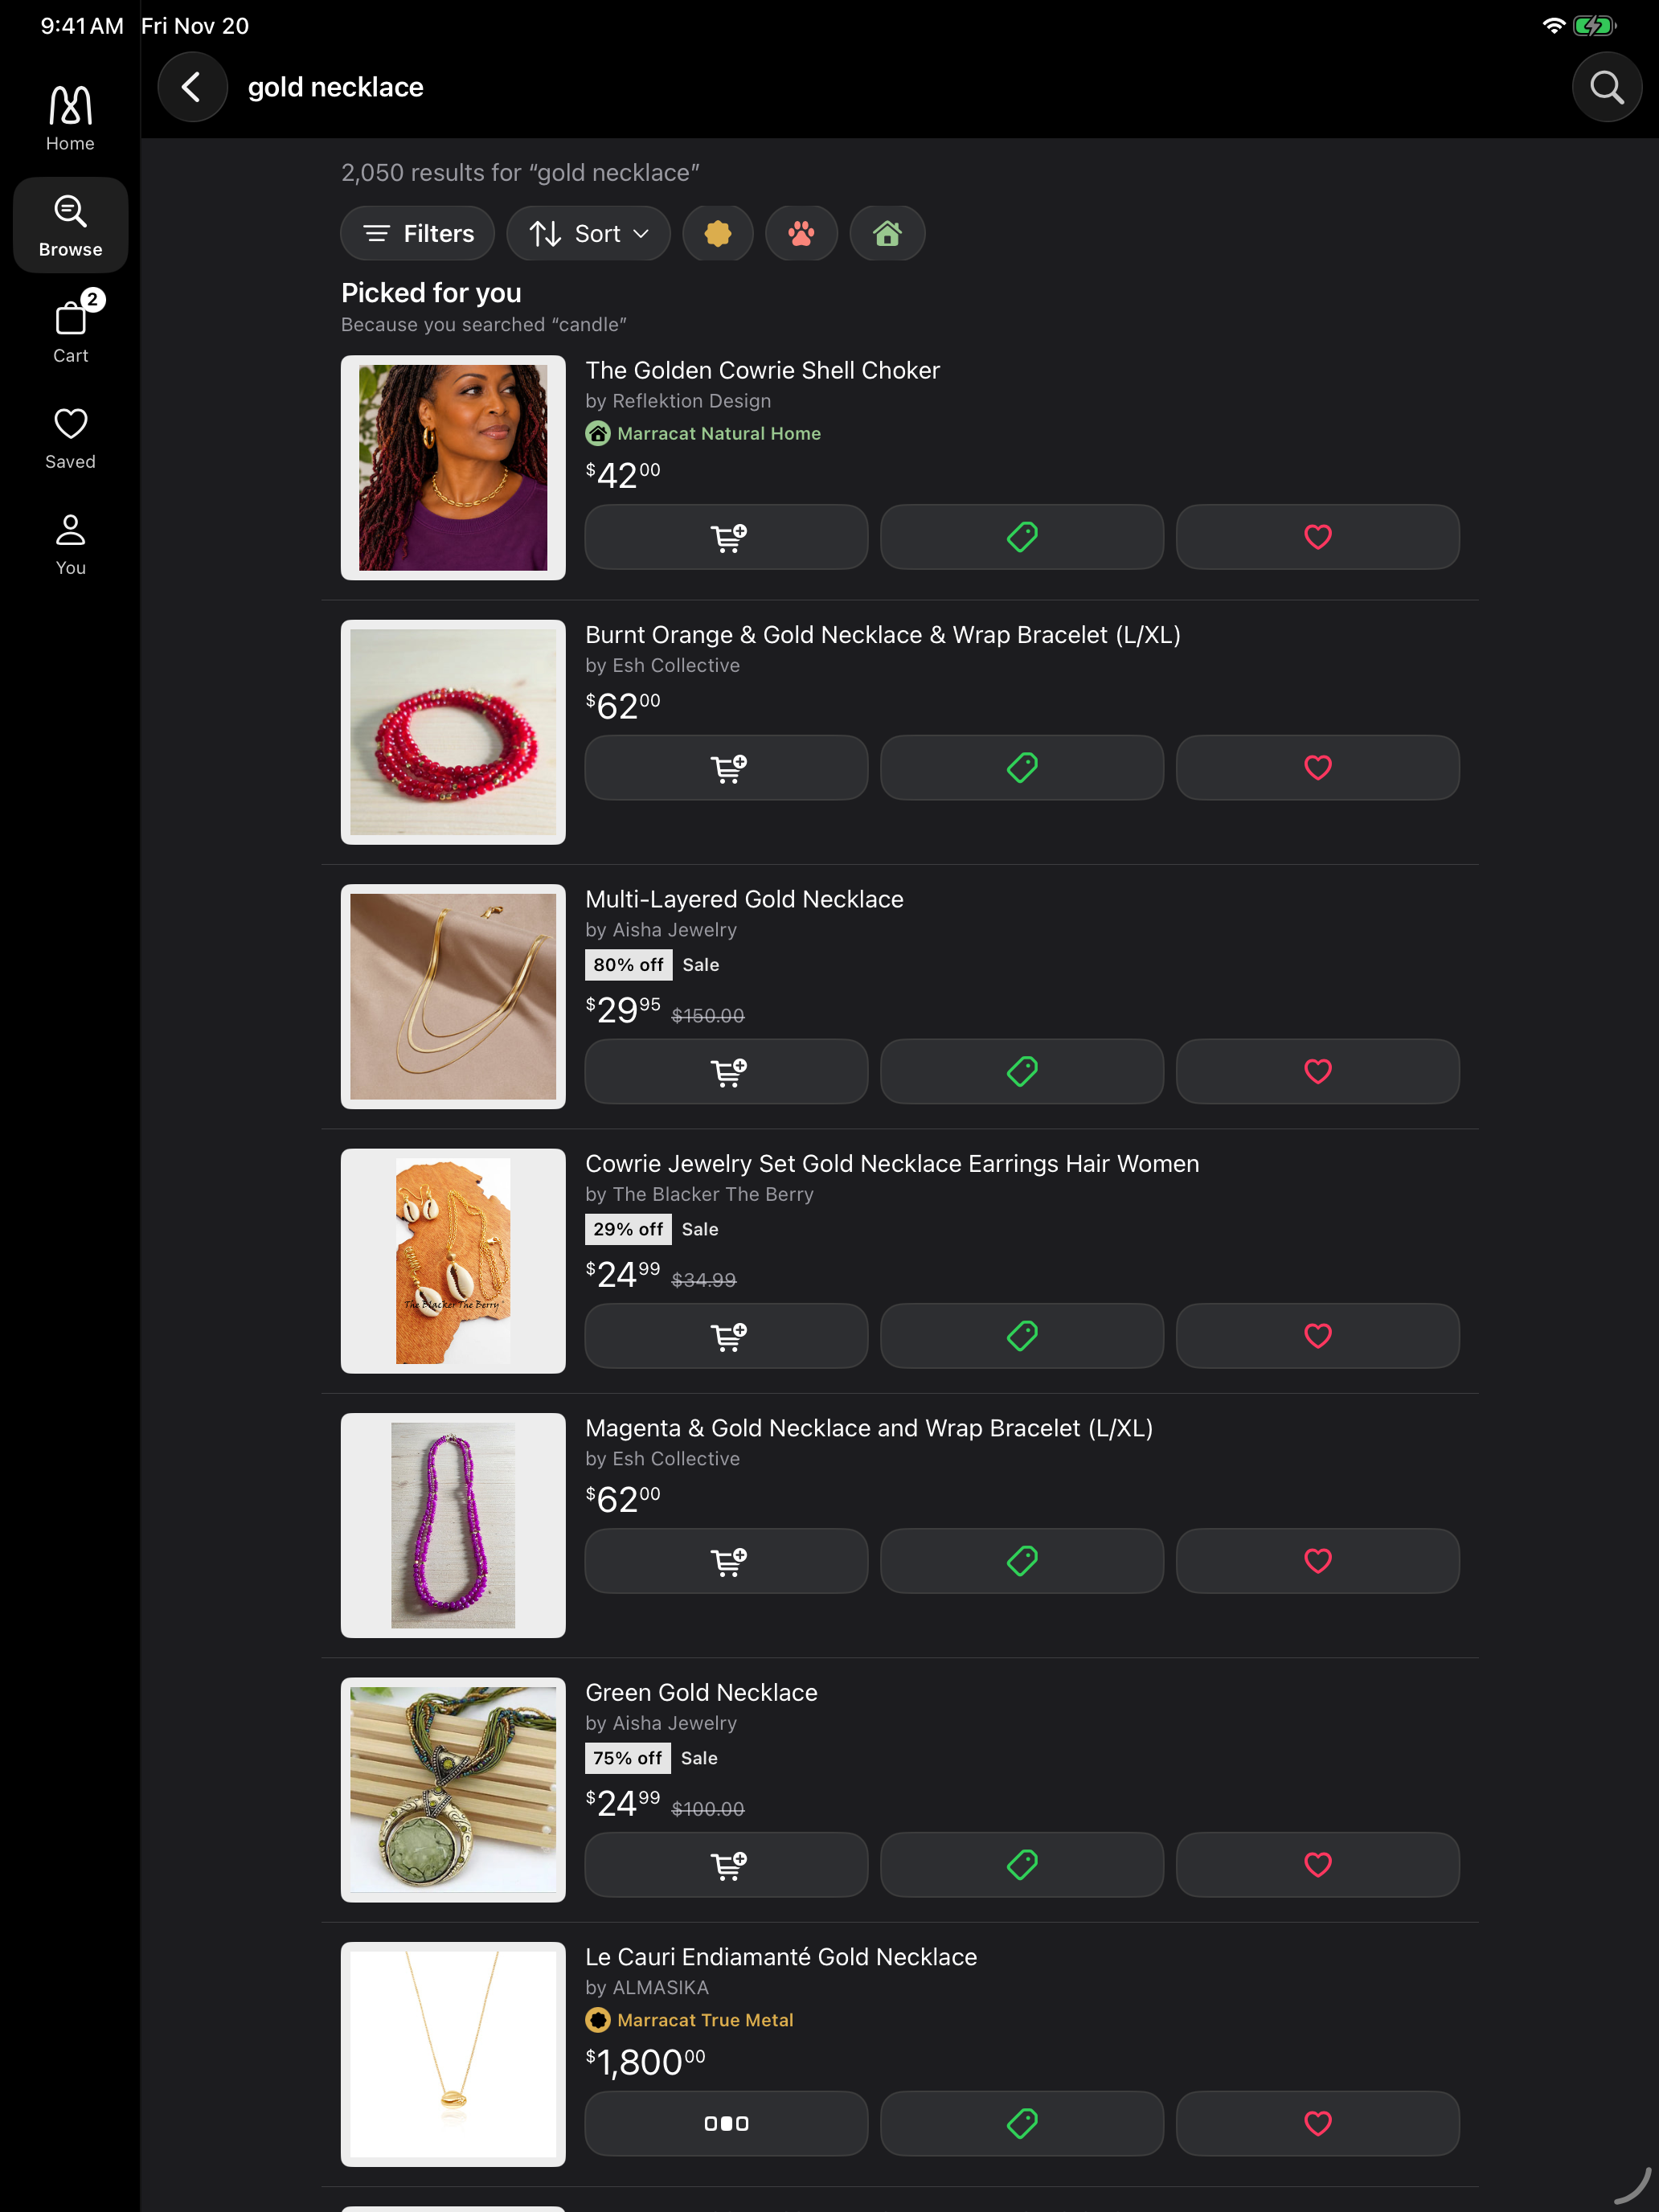 9:41 AM Fri Nov 20
gold necklace
Home
Browse
2
Cart
Saved
You
2,050 results for “gold necklace”
Filters
Sort
Picked for you
Because you searched “candle”
The Golden Cowrie Shell Choker
by Reflektion Design
Marracat Natural Home
$42 00
Burnt Orange & Gold Necklace & Wrap Bracelet (L/XL)
by Esh Collective
$62 00
Multi-Layered Gold Necklace
by Aisha Jewelry
80% off Sale
$29 95 $150.00
Cowrie Jewelry Set Gold Necklace Earrings Hair Women
by The Blacker The Berry
29% off Sale
$24 99 $34.99
The Blacker The Berry
Magenta & Gold Necklace and Wrap Bracelet (L/XL)
by Esh Collective
$62 00
Green Gold Necklace
by Aisha Jewelry
75% off Sale
$24 99 $100.00
Le Cauri Endiamanté Gold Necklace
by ALMASIKA
Marracat True Metal
$1,800 00